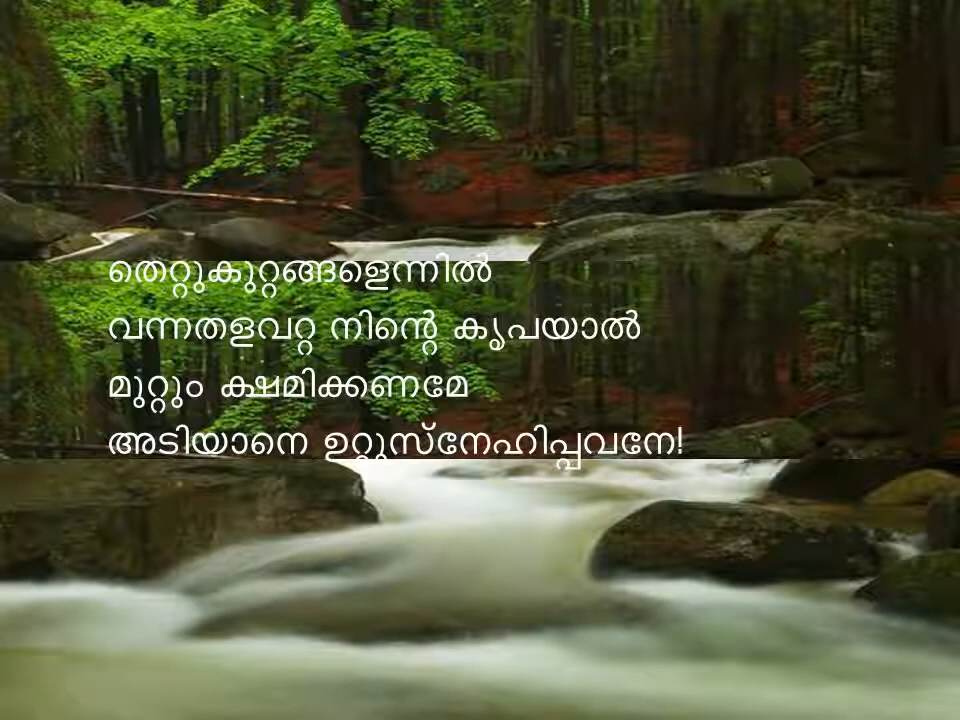 തെറ്റുകുറ്റങ്ങളെന്നിൽ
വന്നതളവറ്റ നിന്റെ കൃപയാൽ
മുറ്റും ക്ഷമിക്കണമേ
അടിയാനെ ഉറ്റുസ്നേഹിപ്പവനേ!